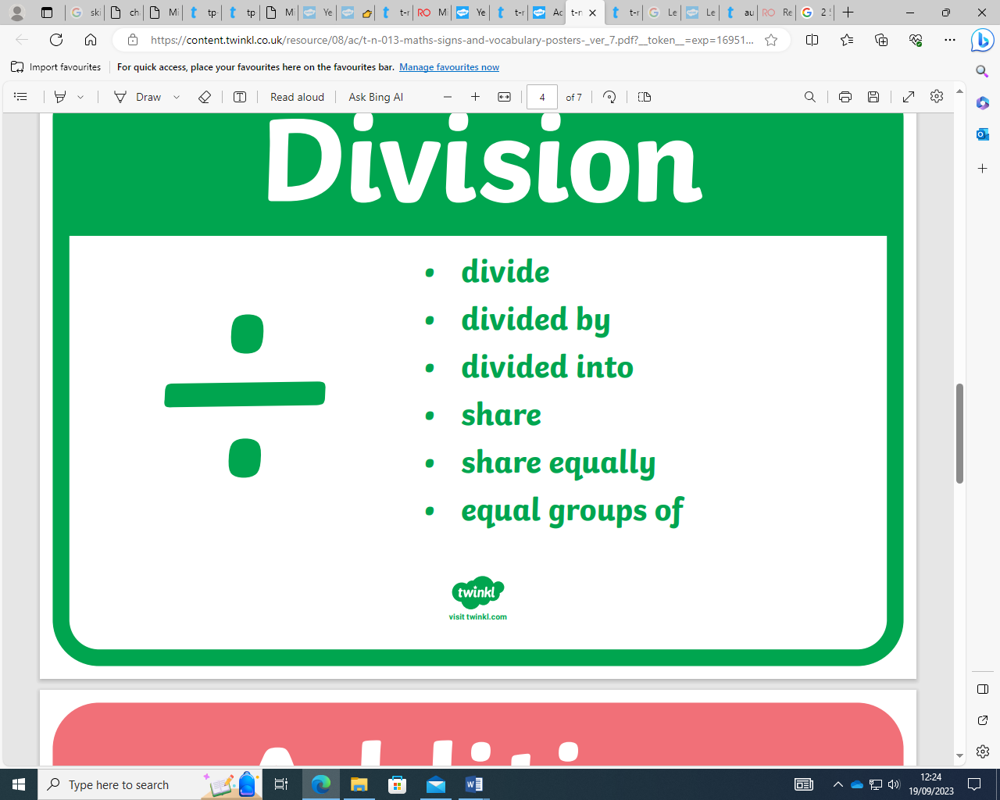 ski
ch
Mi
tp
tp
M
Ye
t-r
M
Ye
t-r
Ac
t-n
t-r
Le
Le
au
Re
2 :
https://content.twinkl.co.uk/resource/08/ac/t-n-013-maths-signs-and-vocabulary-posters-_ver_7.pdf?__token__=exp=16951...
Import favourites
For quick access, place your favourites here on the favourites bar. Manage favourites now
Draw
Read aloud
Ask Bing AI
4 of 7
Division
÷
• divide
• divided by
• divided into
• share
• share equally
• equal groups of
twinkl
visit twinkl.com
Type here to search
12:24
19/09/2023